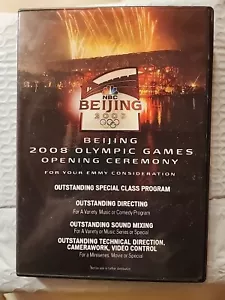 NBC
BEIJING
2008
BEIJING
2008 OLYMPIC GAMES
OPENING CEREMONY
FOR YOUR EMMY CONSIDERATION
OUTSTANDING SPECIAL CLASS PROGRAM
OUTSTANDING DIRECTING
For A Variety, Music or Comedy Program
OUTSTANDING SOUND MIXING
For A Variety or Music Series or Special
OUTSTANDING TECHNICAL DIRECTION,
CAMERAWORK, VIDEO CONTROL
For a Miniseries, Movie or Special